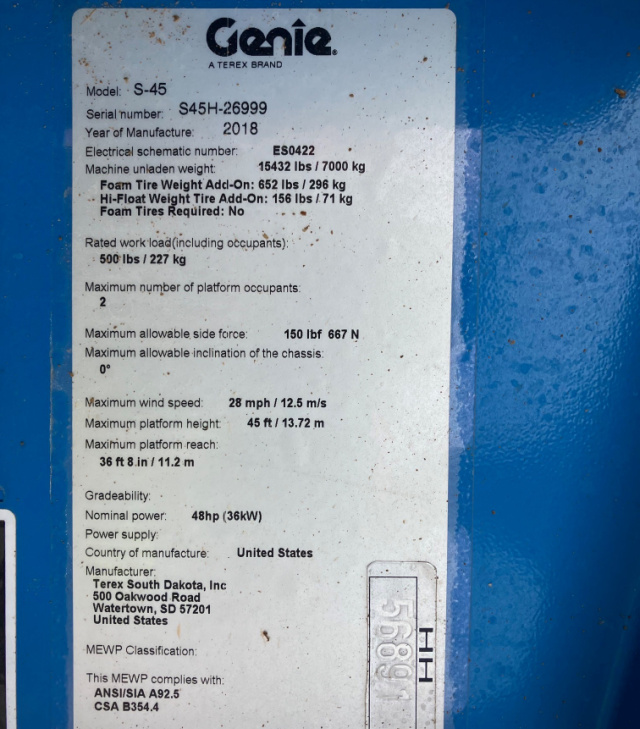 Genie.
A TEREX BRAND
Model: S-45
Serial number: S45H-26999
Year of Manufacture: 2018
Electrical schematic number: ES0422
Machine unladen weight: 15432 lbs / 7000 kg
Foam Tire Weight Add-On: 652 lbs / 296 kg
Hi-Float Weight Tire Add-On: 156 lbs / 71 kg
Foam Tires Required: No
Rated work load(including occupants):
500 lbs / 227 kg
Maximum number of platform occupants:
2
Maximum allowable side force: 150 lbf 667 N
Maximum allowable inclination of the chassis:
0°
Maximum wind speed: 28 mph / 12.5 m/s
Maximum platform height: 45 ft / 13.72 m
Maximum platform reach:
36 ft 8 in / 11.2 m
Gradeability:
Nominal power: 48hp (36kW)
Power supply:
Country of manufacture: United States
Manufacturer:
Terex South Dakota, Inc
500 Oakwood Road
Watertown, SD 57201
United States
MEWP Classification:
This MEWP complies with:
ANSI/SIA A92.5
CSA B354.4
HH
56891